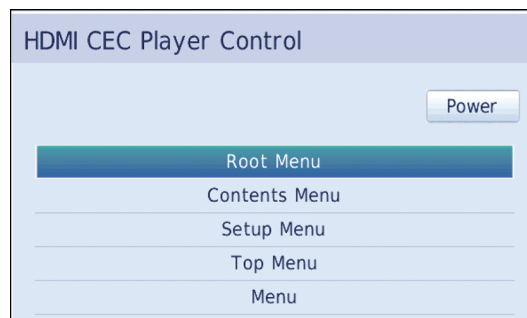 HDMI CEC Player Control
Power
Root Menu
Contents Menu
Setup Menu
Top Menu
Menu